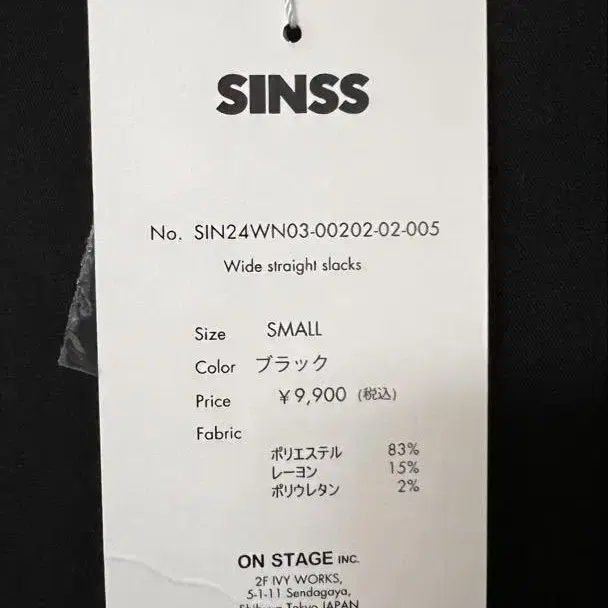 SINSS
No. SIN24WN03-00202-02-005
Wide straight slacks
Size SMALL
Color ブラック
Price ¥9,900 (税込)
Fabric
ポリエステル 83%
レーヨン 15%
ポリウレタン 2%
ON STAGE INC.
2F IVY WORKS,
5-1-11 Sendagaya,
Tokyo JAPAN